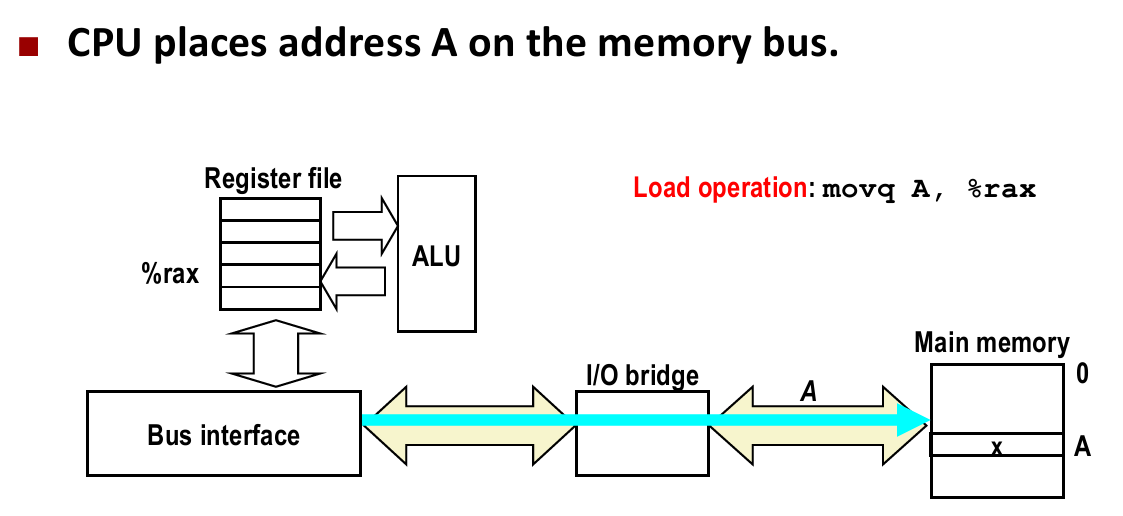 CPU places address A on the memory bus.
Register file
Load operation: movq A, %rax
ALU
%rax
Main memory
0
I/O bridge
A
Bus interface
x
A